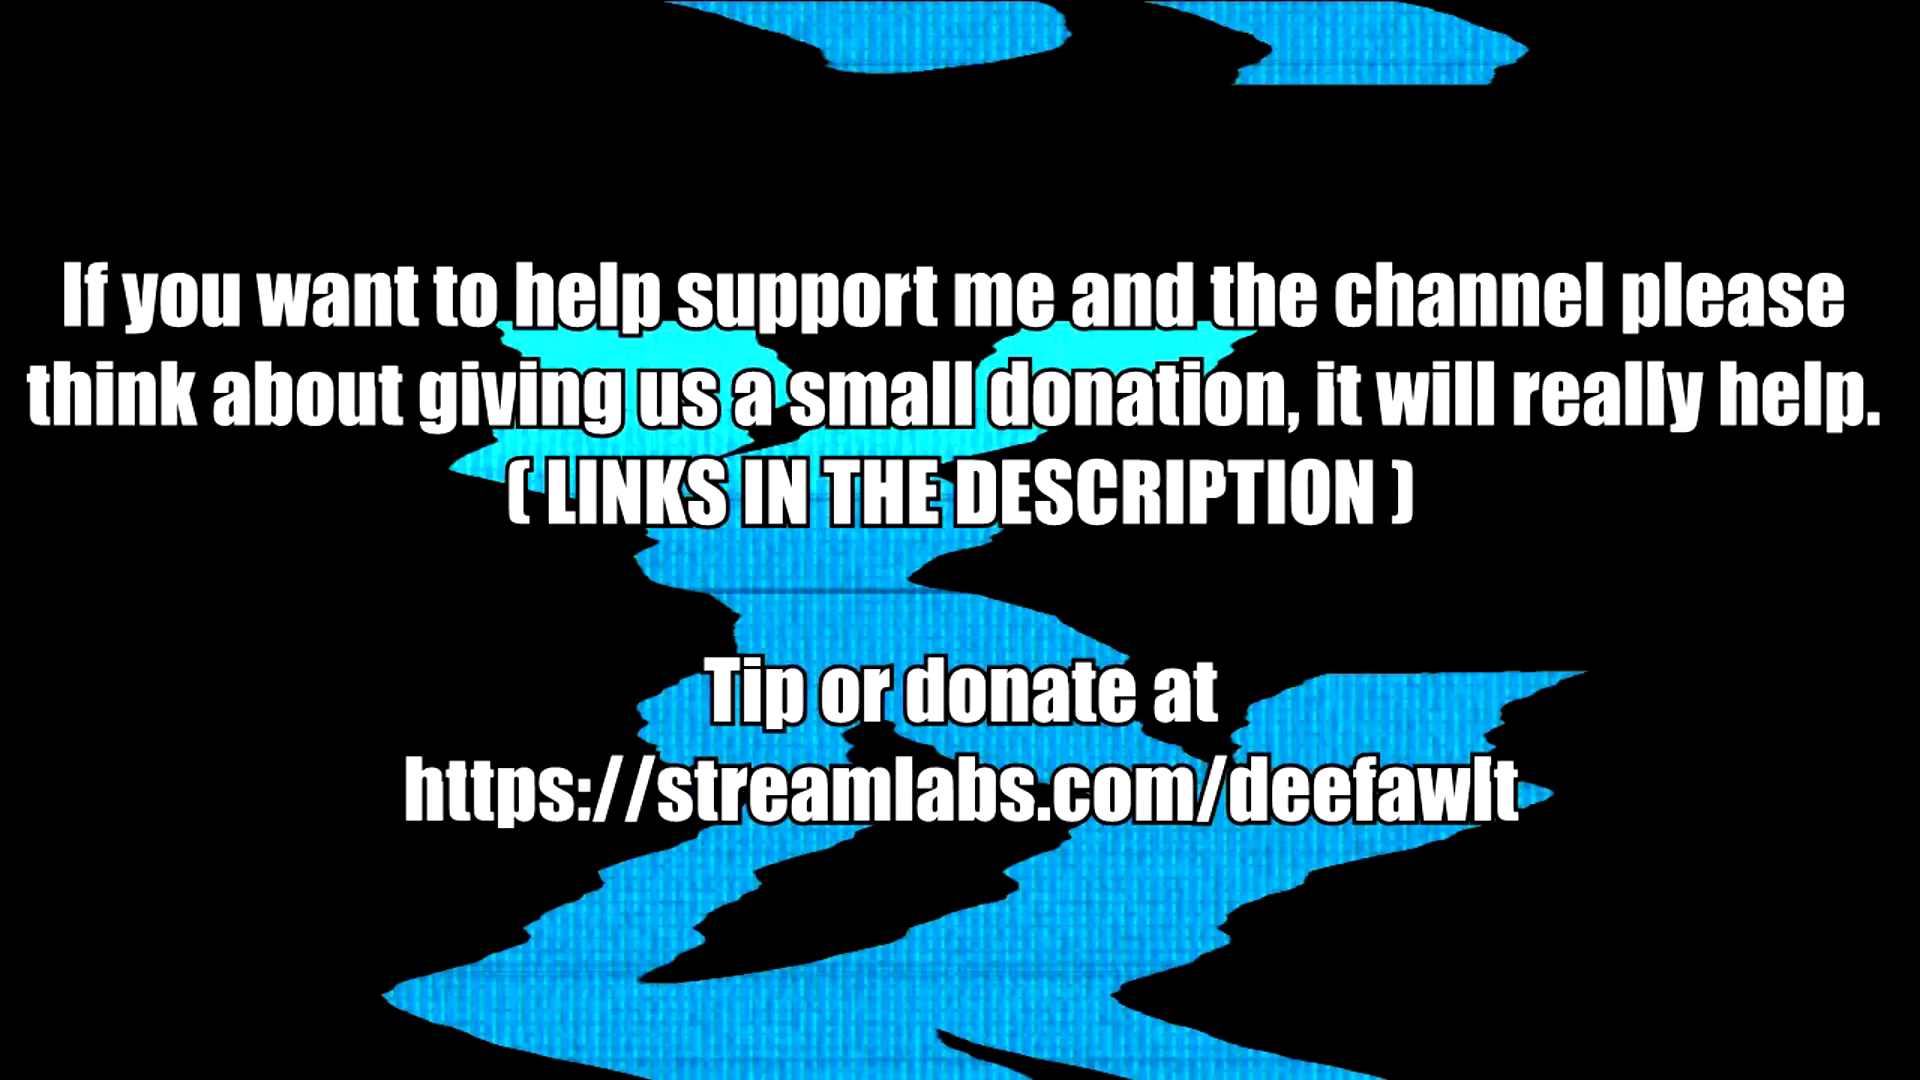 If you want to help support me and the channel please
think about giving us a small donation, it will really help.
( LINKS IN THE DESCRIPTION )
Tip or donate at
https://streamlabs.com/deefawlt